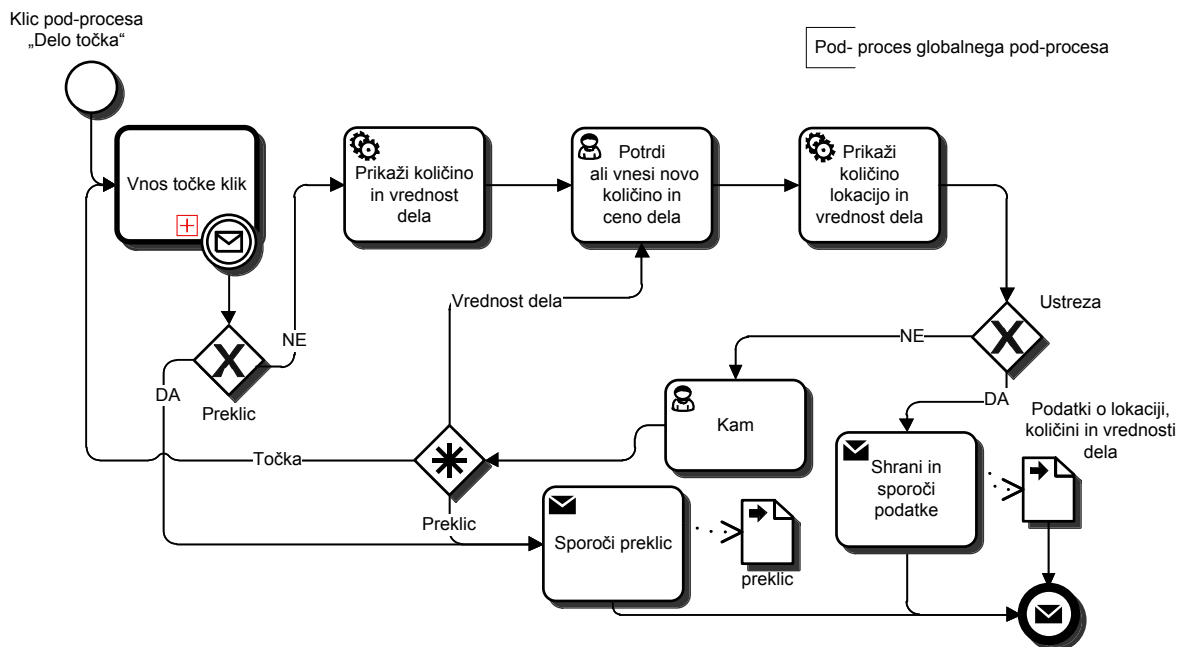 Klic pod-procesa
„Delo točka“
Pod- proces globalnega pod-procesa
Vnos točke klik
Prikaži količino
in vrednost
dela
Potrdi
ali vnesi novo
količino in
ceno dela
Prikaži
količino
lokacijo in
vrednost dela
Vrednost dela
Ustreza
NE
NE
DA
Preklic
Kam
DA
Podatki o lokaciji,
količini in vrednosti
dela
Točka
Shrani in
sporoči
podatke
Preklic
Sporoči preklic
preklic